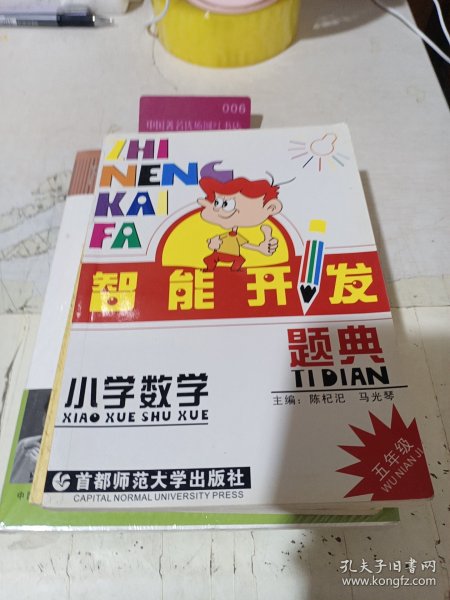 006
ZHI
NENG
KAI
FA
智能开发
题典
TI DIAN
小学数学
XIAO XUE SHU XUE
主编：陈杞汜 马光琴
五年级
WU NIAN JI
首都师范大学出版社
CAPITAL NORMAL UNIVERSITY PRESS
孔夫子旧书网
www.kongfz.com